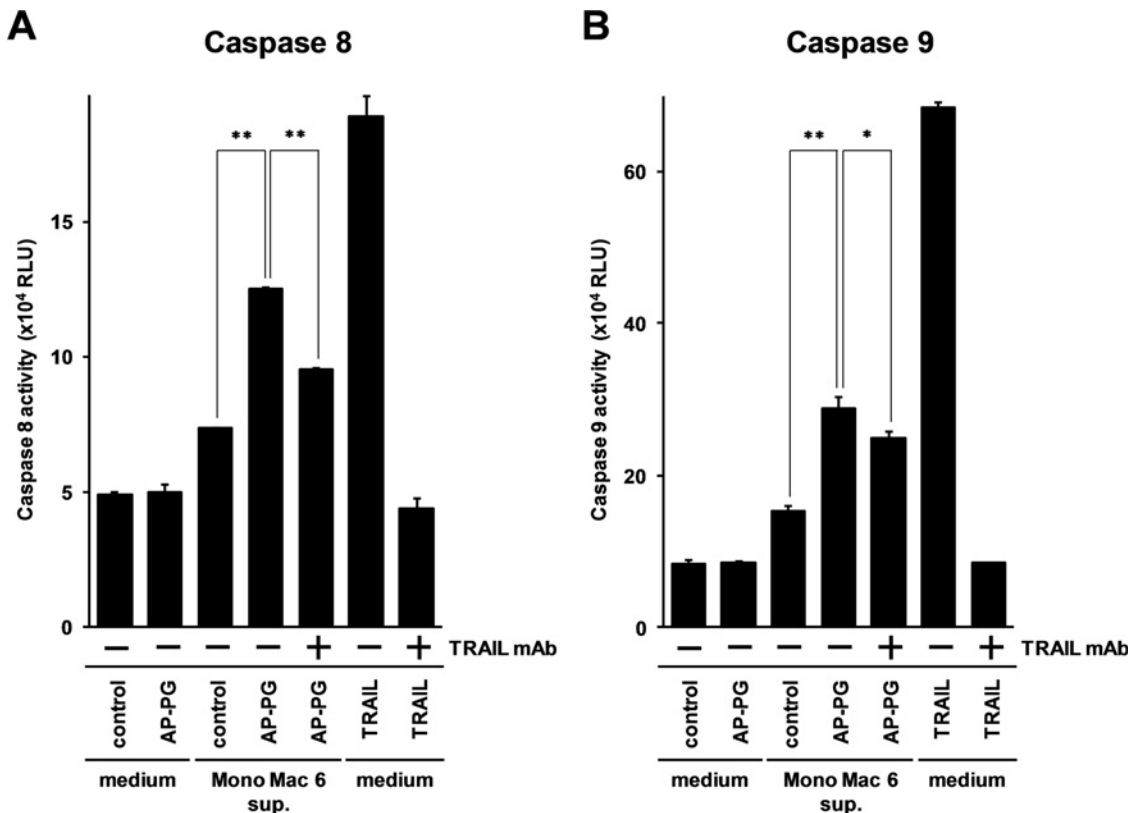 A
Caspase 8
Caspase 8 activity (x10⁴ RLU)
15
10
5
0
** **
− − − − + − + TRAIL mAb
control AP-PG control AP-PG AP-PG TRAIL TRAIL
medium Mono Mac 6 medium
sup.
B
Caspase 9
Caspase 9 activity (x10⁴ RLU)
60
40
20
0
** *
− − − − + − + TRAIL mAb
control AP-PG control AP-PG AP-PG TRAIL TRAIL
medium Mono Mac 6 medium
sup.